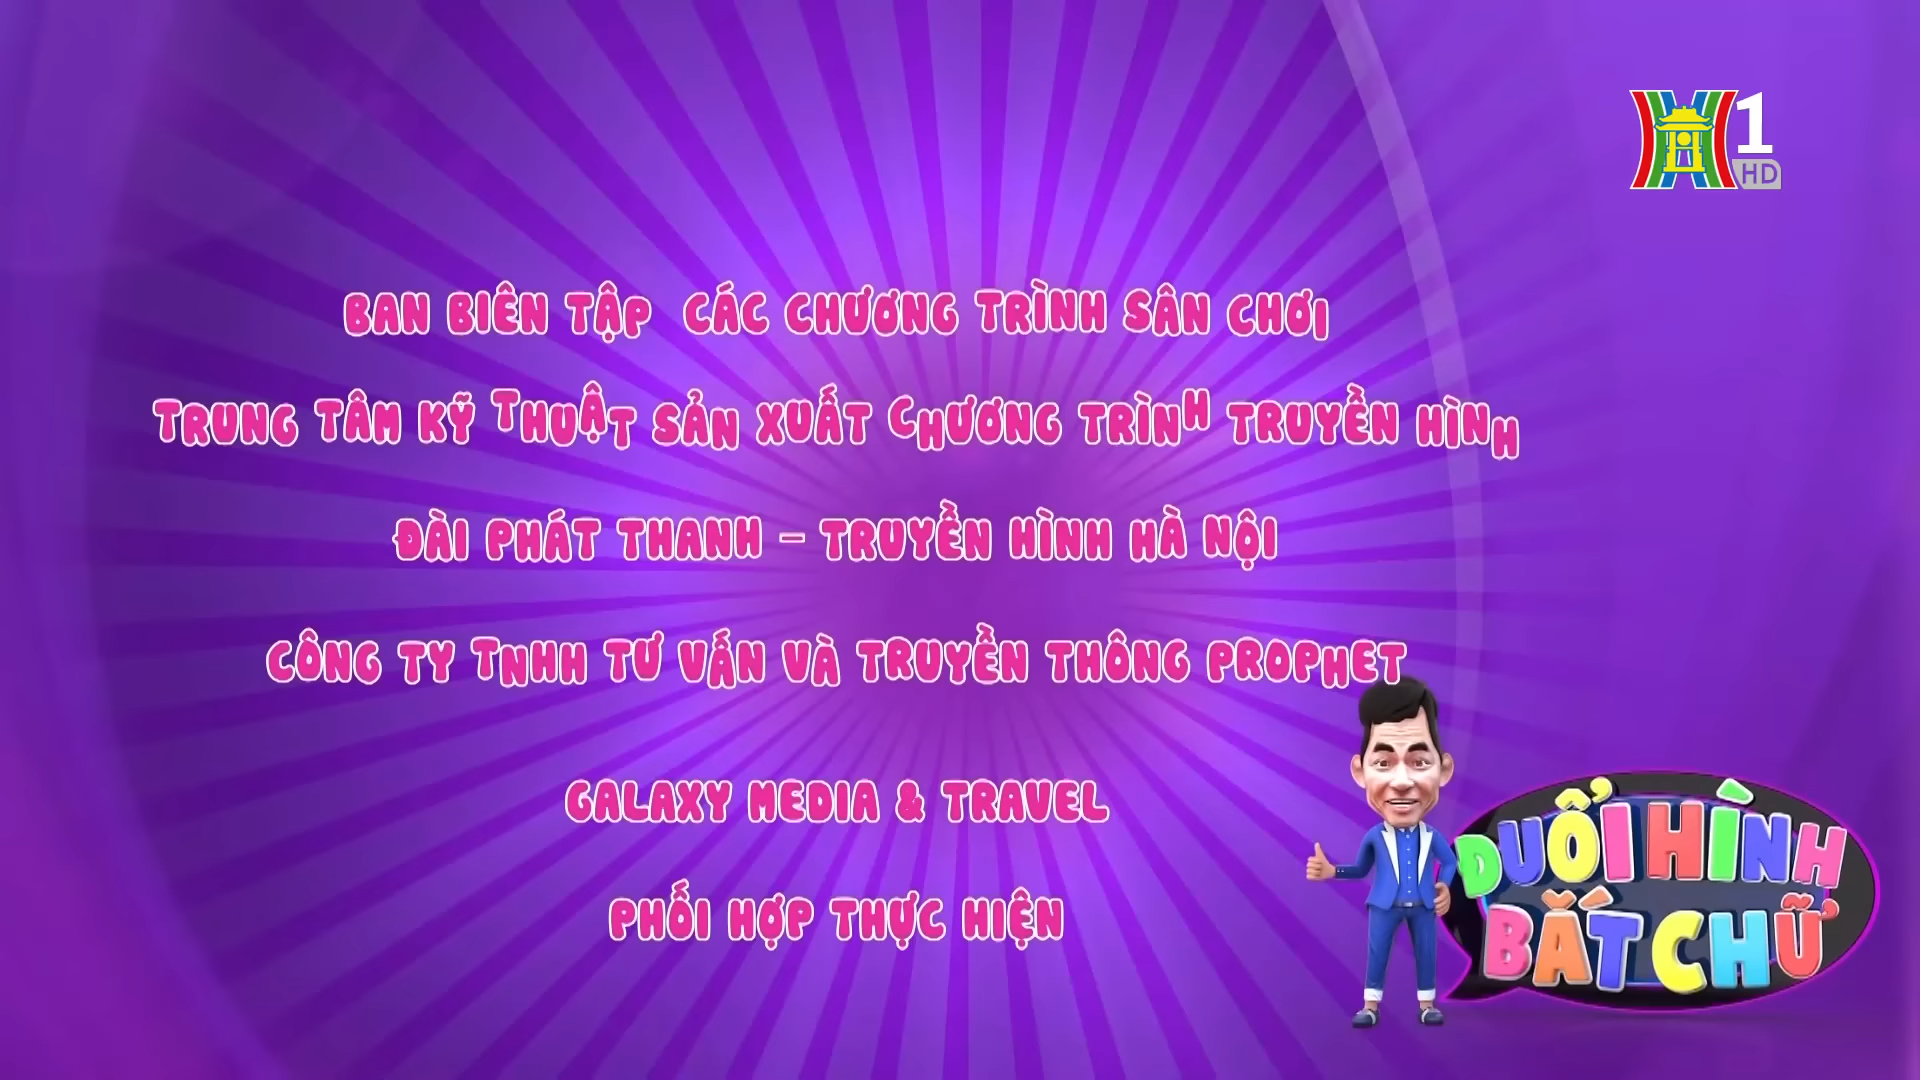 1
HD
BAN BIÊN TẬP CÁC CHƯƠNG TRÌNH SÂN CHƠI
TRUNG TÂM KỸ THUẬT SẢN XUẤT CHƯƠNG TRÌNH TRUYỀN HÌNH
ĐÀI PHÁT THANH – TRUYỀN HÌNH HÀ NỘI
CÔNG TY TNHH TƯ VẤN VÀ TRUYỀN THÔNG PROPHET
GALAXY MEDIA & TRAVEL
PHỐI HỢP THỰC HIỆN
ĐUỔI HÌNH
BẮT CHỮ